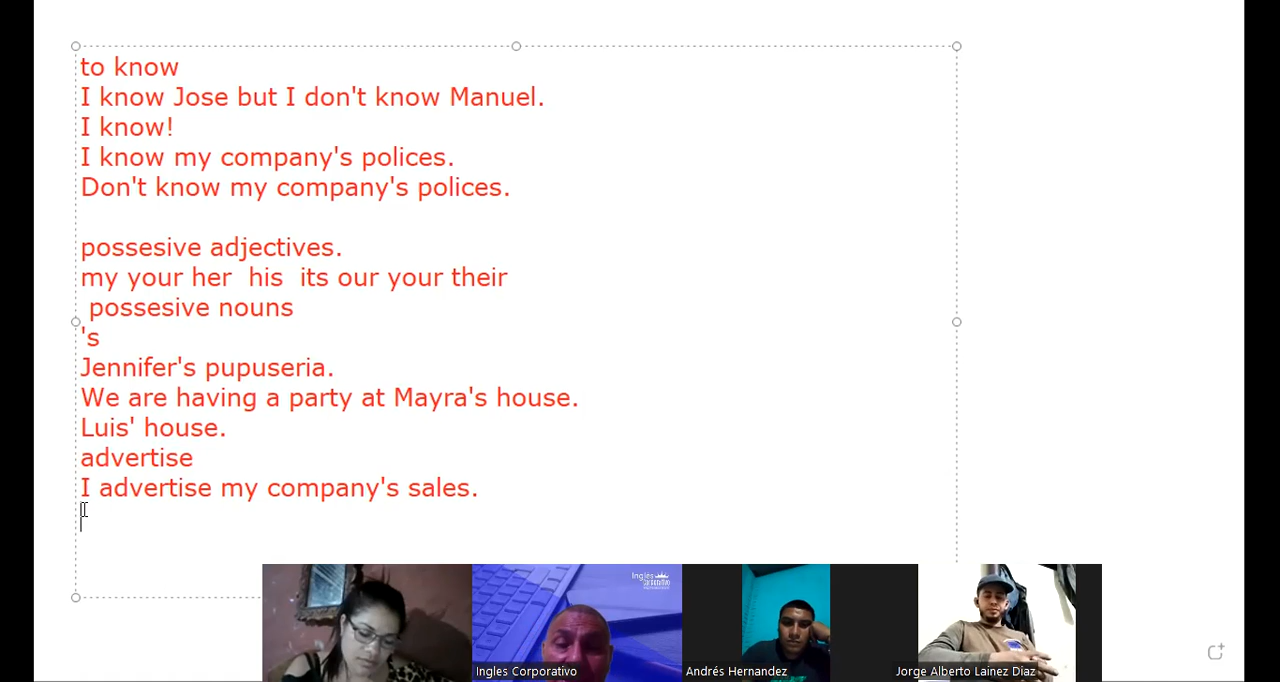 to know
I know Jose but I don't know Manuel.
I know!
I know my company's polices.
Don't know my company's polices.
possesive adjectives.
my your her his its our your their
possesive nouns
's
Jennifer's pupuseria.
We are having a party at Mayra's house.
Luis' house.
advertise
I advertise my company's sales.
Inglés
corporativo
Ingles Corporativo
Andrés Hernandez
Jorge Alberto Lainez Diaz